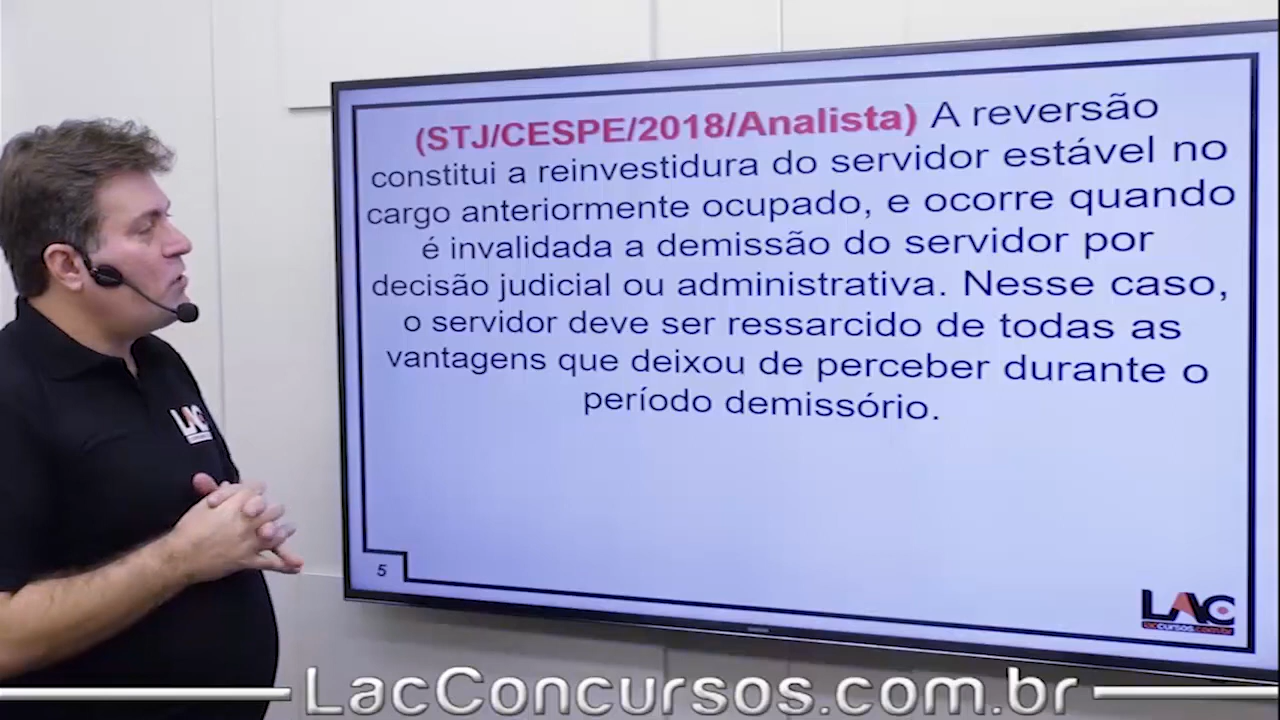 (STJ/CESPE/2018/Analista) A reversão
constitui a reinvestidura do servidor estável no
cargo anteriormente ocupado, e ocorre quando
é invalidada a demissão do servidor por
decisão judicial ou administrativa. Nesse caso,
o servidor deve ser ressarcido de todas as
vantagens que deixou de perceber durante o
período demissório.
5
LAC
laccursos.com.br
LAC
LacConcursos.com.br